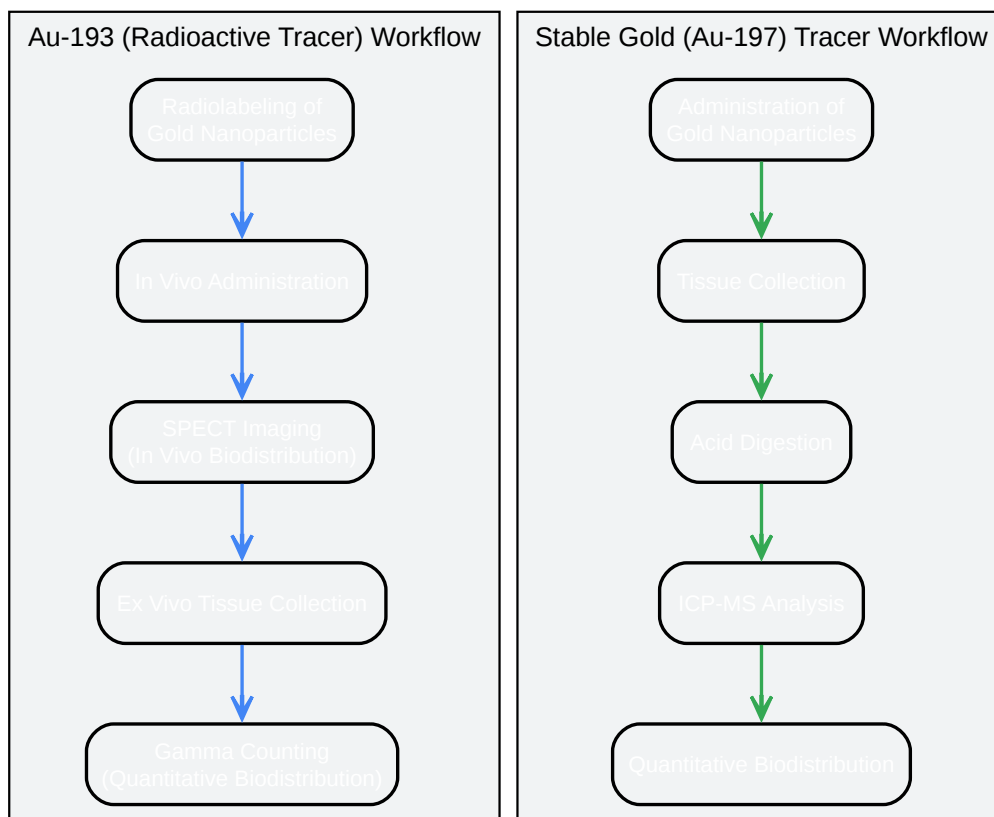 Au-193 (Radioactive Tracer) Workflow
Radiolabeling of
Gold Nanoparticles
In Vivo Administration
SPECT Imaging
(In Vivo Biodistribution)
Ex Vivo Tissue Collection
Gamma Counting
(Quantitative Biodistribution)
Stable Gold (Au-197) Tracer Workflow
Administration of
Gold Nanoparticles
Tissue Collection
Acid Digestion
ICP-MS Analysis
Quantitative Biodistribution